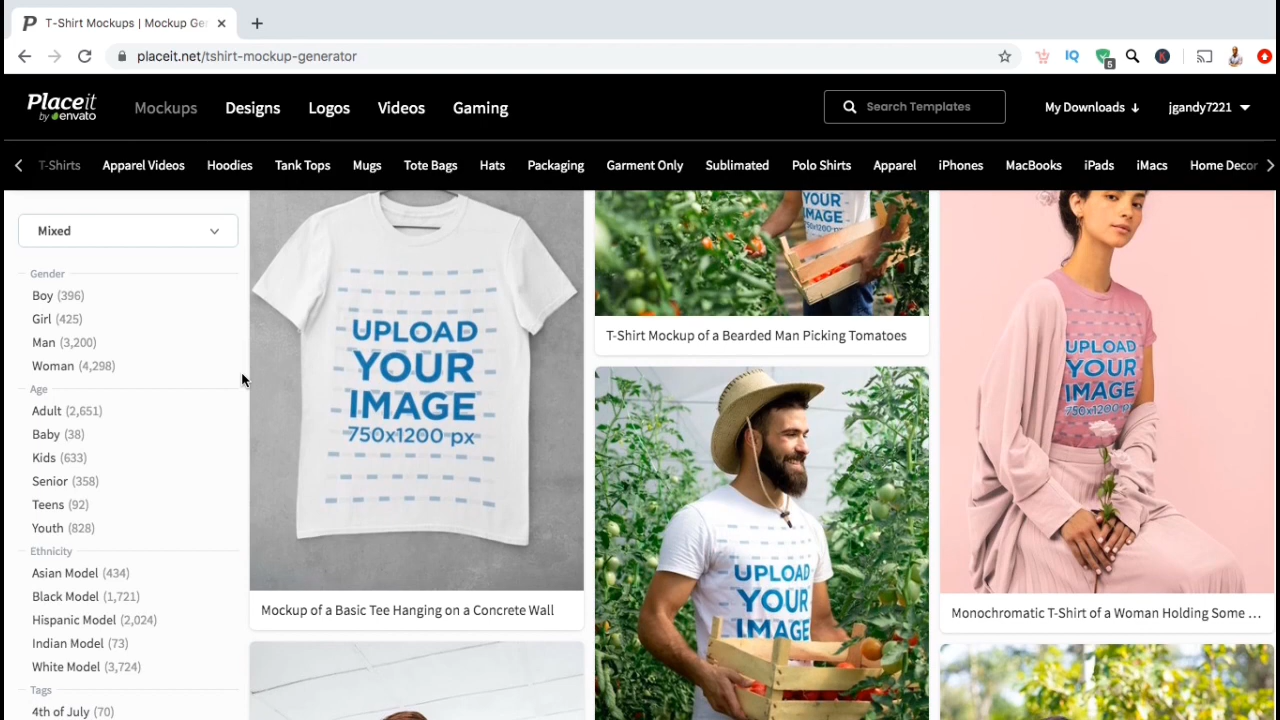 T-Shirt Mockups | Mockup Ge
placeit.net/tshirt-mockup-generator
IQ
5
K
Placeit
by envato
Mockups
Designs
Logos
Videos
Gaming
Search Templates
My Downloads
jgandy7221
T-Shirts
Apparel Videos
Hoodies
Tank Tops
Mugs
Tote Bags
Hats
Packaging
Garment Only
Sublimated
Polo Shirts
Apparel
iPhones
MacBooks
iPads
iMacs
Home Decor
Mixed
Gender
Boy (396)
Girl (425)
Man (3,200)
Woman (4,298)
Age
Adult (2,651)
Baby (38)
Kids (633)
Senior (358)
Teens (92)
Youth (828)
Ethnicity
Asian Model (434)
Black Model (1,721)
Hispanic Model (2,024)
Indian Model (73)
White Model (3,724)
Tags
4th of July (70)
UPLOAD
YOUR
IMAGE
750x1200 px
Mockup of a Basic Tee Hanging on a Concrete Wall
YOUR
IMAGE
T-Shirt Mockup of a Bearded Man Picking Tomatoes
UPLOAD
YOUR
IMAGE
UPLOAD
YOUR
IMAGE
750x1200 px
Monochromatic T-Shirt of a Woman Holding Some ...